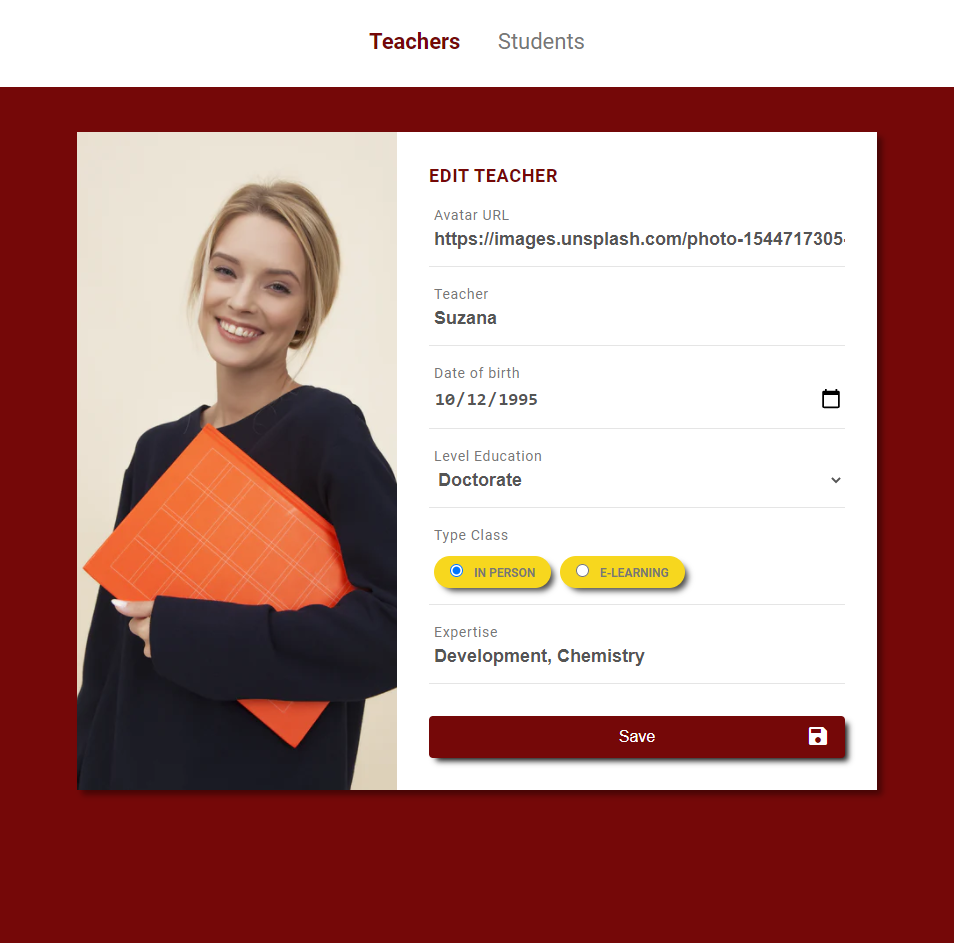 Teachers Students
EDIT TEACHER
Avatar URL
https://images.unsplash.com/photo-1544717305-
Teacher
Suzana
Date of birth
10/12/1995
Level Education
Doctorate
Type Class
IN PERSON E-LEARNING
Expertise
Development, Chemistry
Save